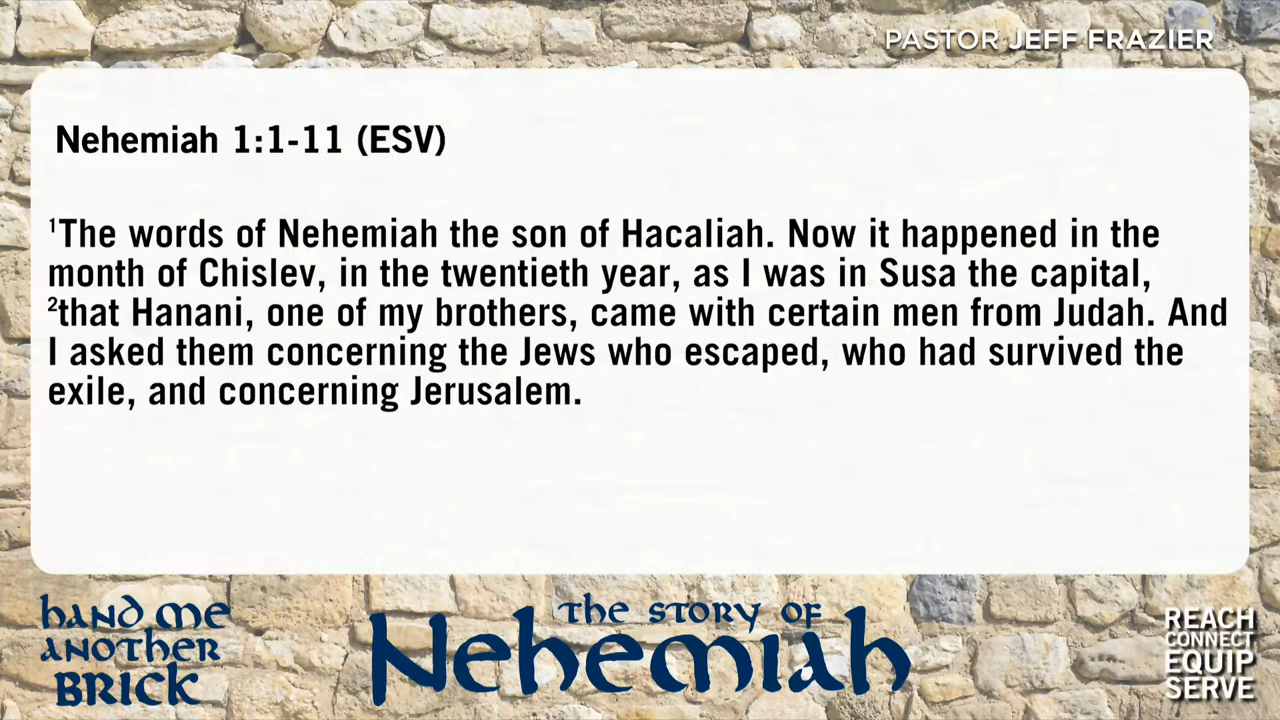 PASTOR JEFF FRAZIER
Nehemiah 1:1-11 (ESV)
¹The words of Nehemiah the son of Hacaliah. Now it happened in the
month of Chislev, in the twentieth year, as I was in Susa the capital,
²that Hanani, one of my brothers, came with certain men from Judah. And
I asked them concerning the Jews who escaped, who had survived the
exile, and concerning Jerusalem.
hand me
another
BRICK
the story of
Nehemiah
REACH
CONNECT
EQUIP
SERVE